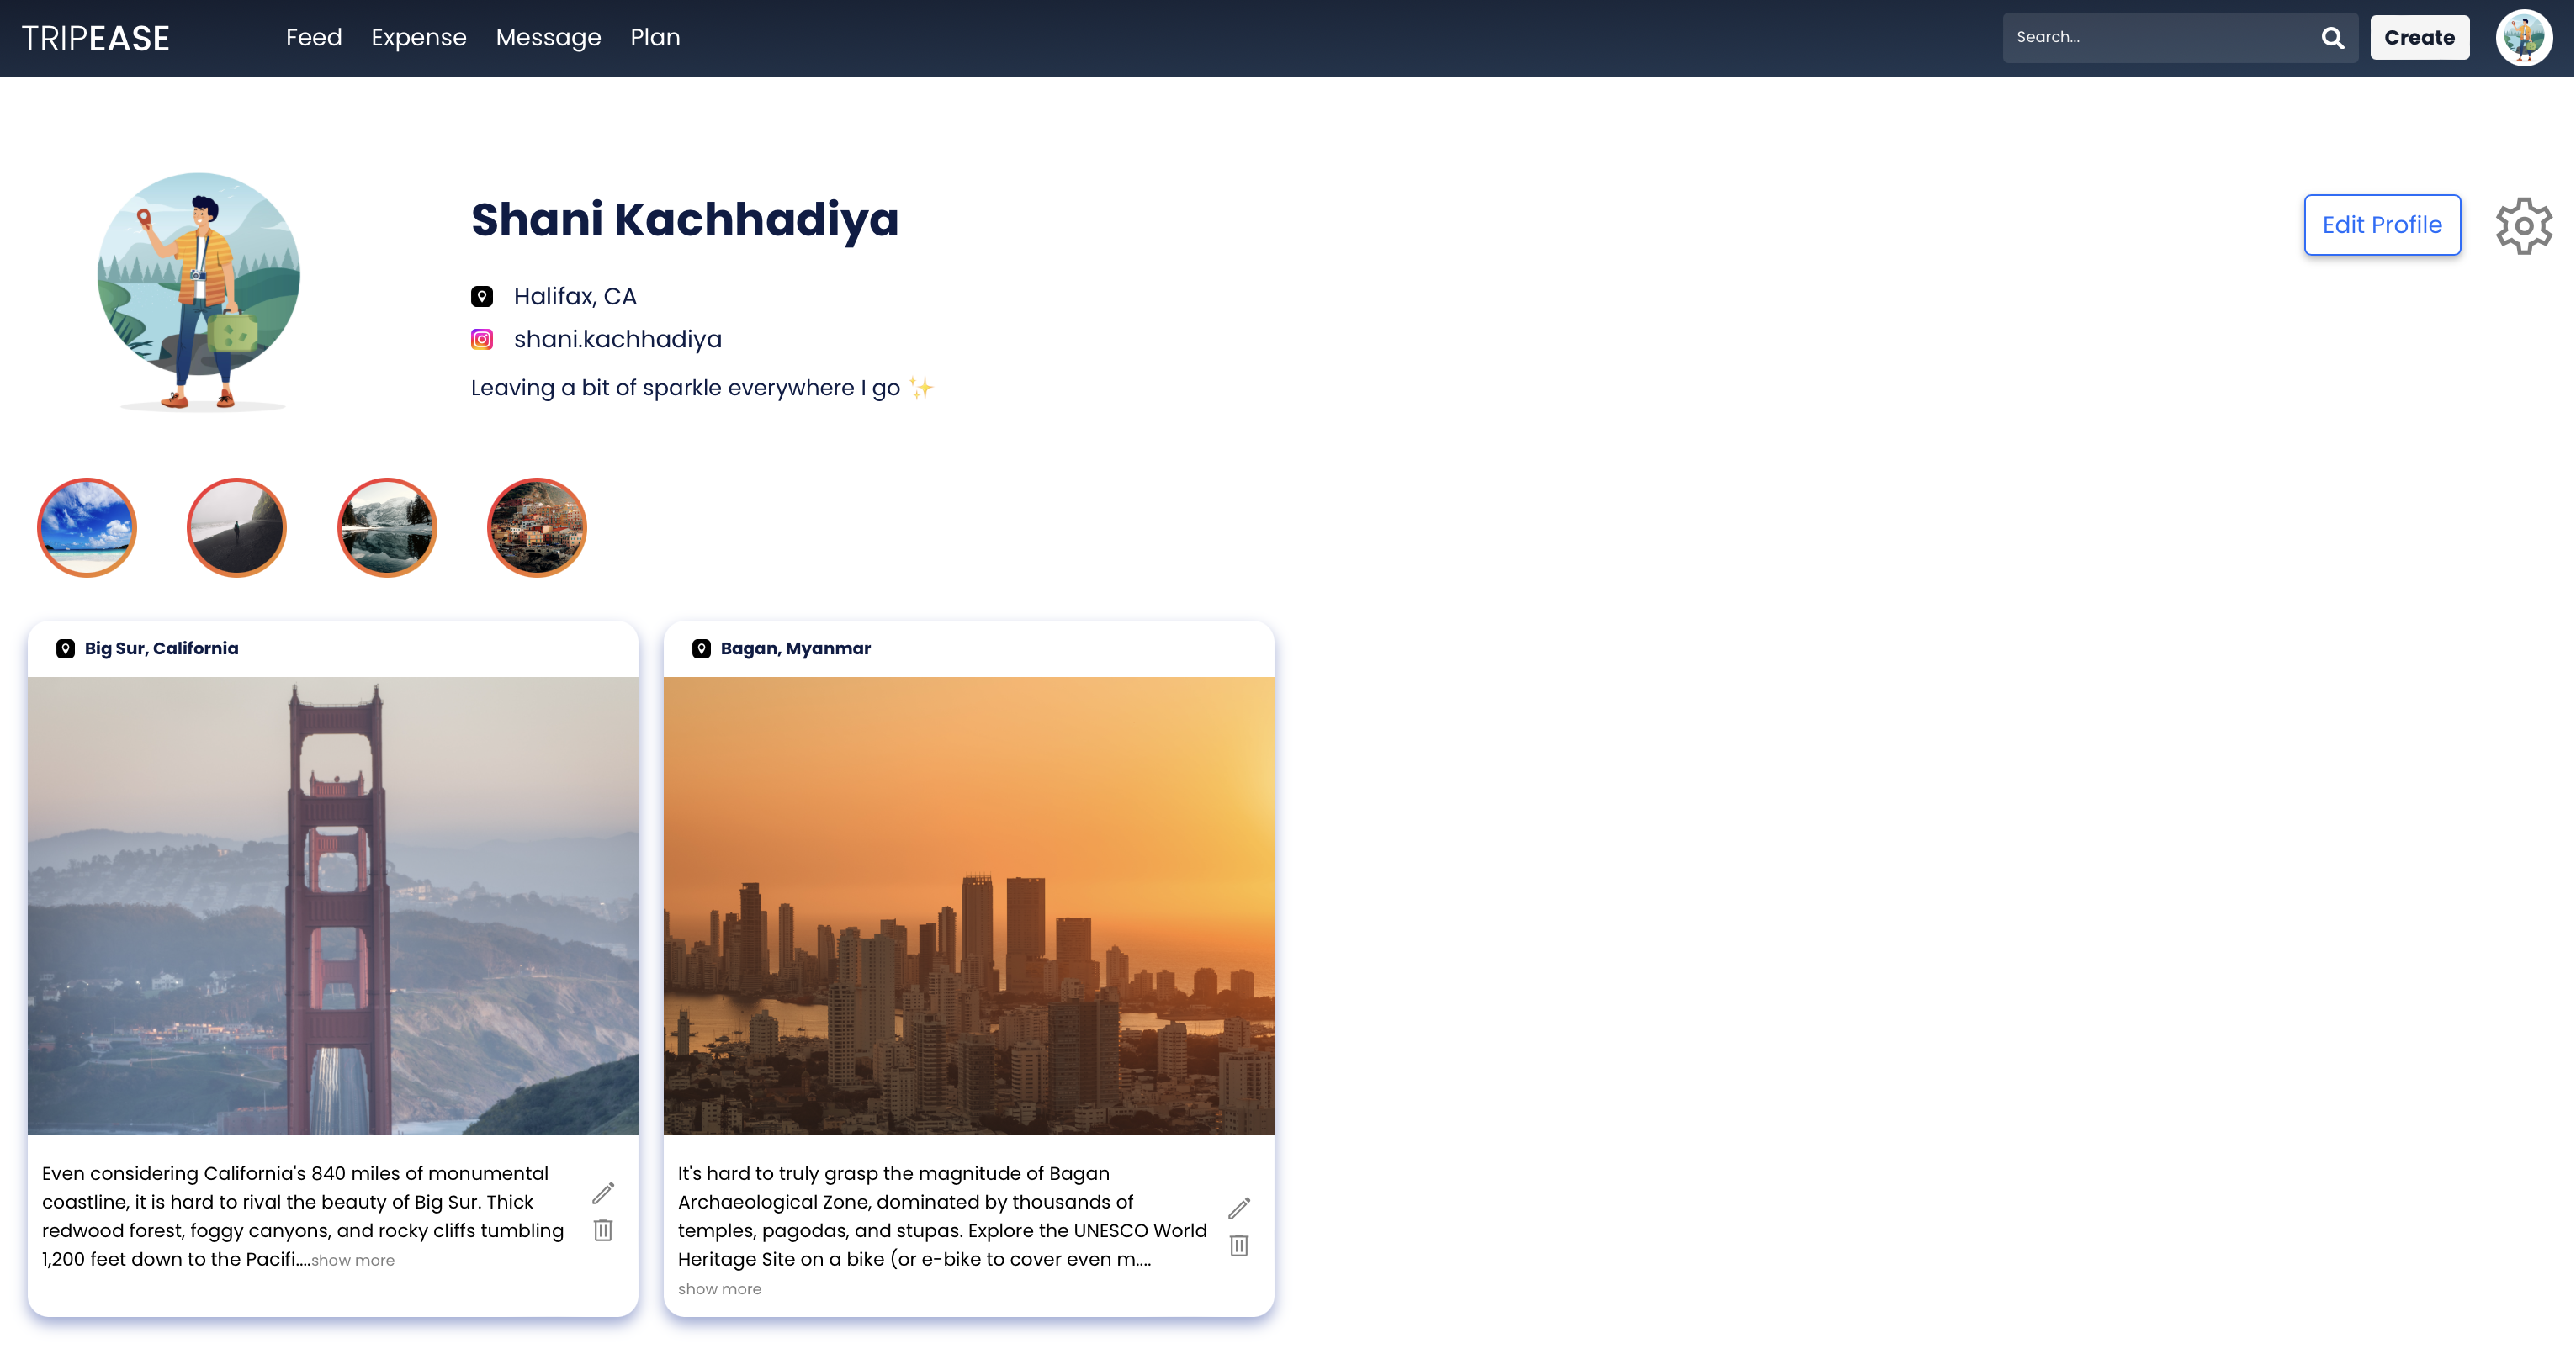 TRIPEASE
Feed Expense Message Plan
Search...
Create
Shani Kachhadiya
Edit Profile
Halifax, CA
shani.kachhadiya
Leaving a bit of sparkle everywhere I go ✨
Big Sur, California
Even considering California's 840 miles of monumental
coastline, it is hard to rival the beauty of Big Sur. Thick
redwood forest, foggy canyons, and rocky cliffs tumbling
1,200 feet down to the Pacifi....show more
Bagan, Myanmar
It's hard to truly grasp the magnitude of Bagan
Archaeological Zone, dominated by thousands of
temples, pagodas, and stupas. Explore the UNESCO World
Heritage Site on a bike (or e-bike to cover even m....
show more